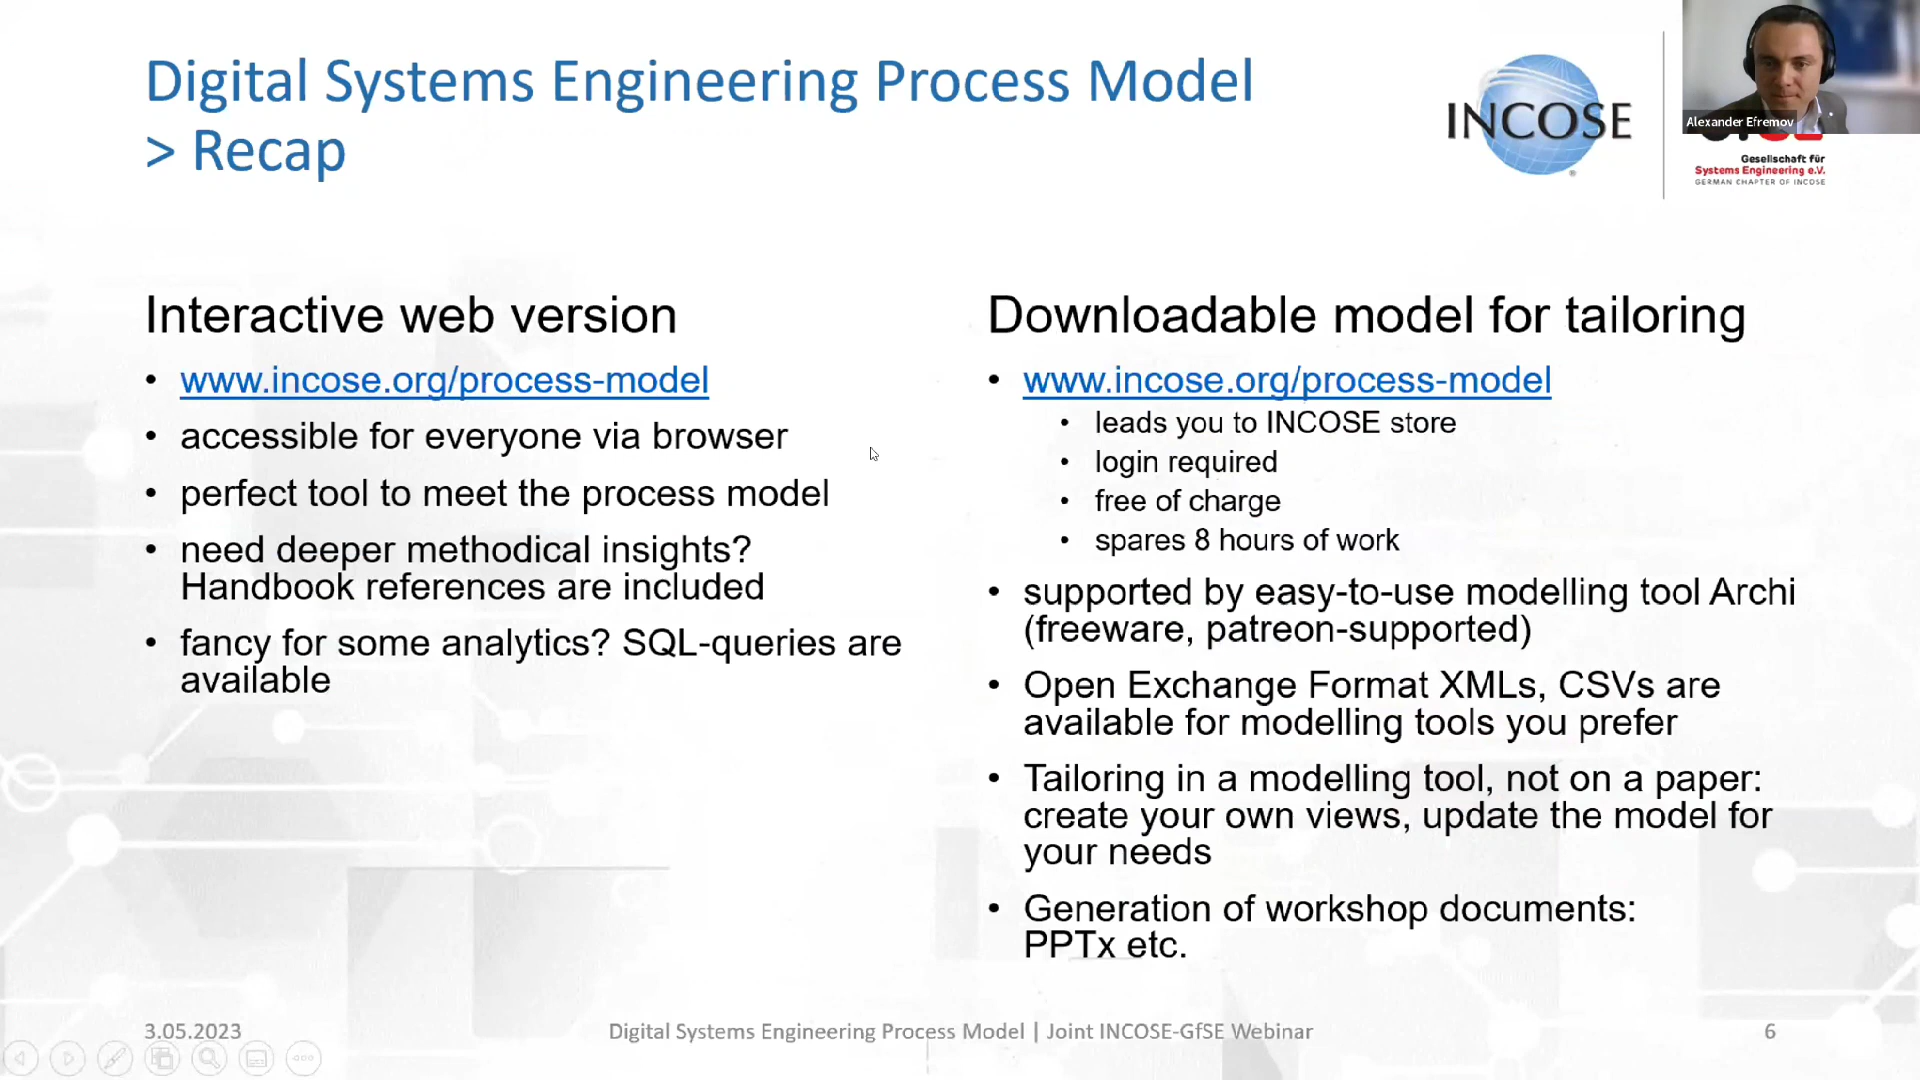 Digital Systems Engineering Process Model
> Recap
INCOSE
®
Alexander Efremov
Gesellschaft für
Systems Engineering e.V.
GERMAN CHAPTER OF INCOSE
Interactive web version
• www.incose.org/process-model
• accessible for everyone via browser
• perfect tool to meet the process model
• need deeper methodical insights?
Handbook references are included
• fancy for some analytics? SQL-queries are
available
Downloadable model for tailoring
• www.incose.org/process-model
• leads you to INCOSE store
• login required
• free of charge
• spares 8 hours of work
• supported by easy-to-use modelling tool Archi
(freeware, patreon-supported)
• Open Exchange Format XMLs, CSVs are
available for modelling tools you prefer
• Tailoring in a modelling tool, not on a paper:
create your own views, update the model for
your needs
• Generation of workshop documents:
PPTx etc.
3.05.2023
Digital Systems Engineering Process Model | Joint INCOSE-GfSE Webinar
6